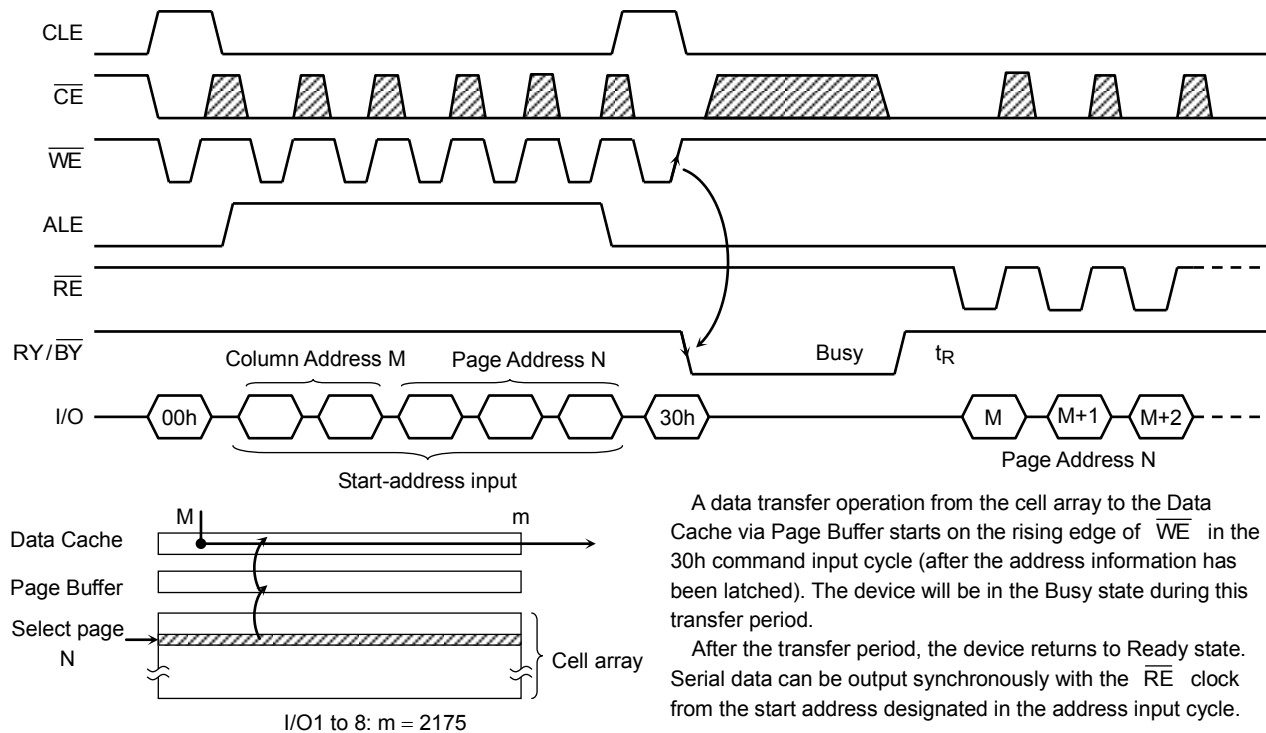 CLE
CE
WE
ALE
RE
RY/BY Busy tR
Column Address M Page Address N
I/O 00h 30h M M+1 M+2
Start-address input
Page Address N
M m
Data Cache
Page Buffer
Select page
N
Cell array
I/O1 to 8: m = 2175
A data transfer operation from the cell array to the Data
Cache via Page Buffer starts on the rising edge of WE in the
30h command input cycle (after the address information has
been latched). The device will be in the Busy state during this
transfer period.
After the transfer period, the device returns to Ready state.
Serial data can be output synchronously with the RE clock
from the start address designated in the address input cycle.